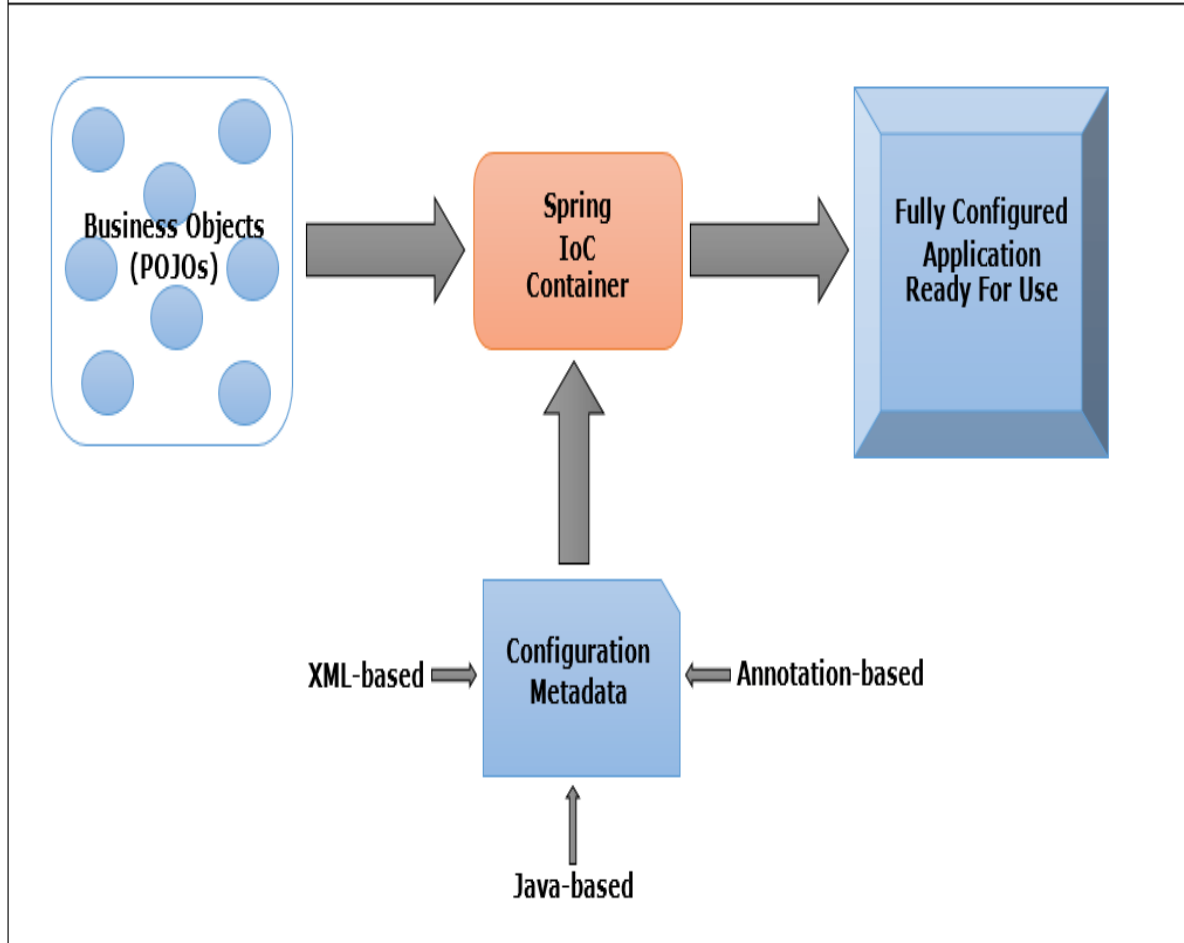 Business Objects
(POJOs)
Spring
IoC
Container
Fully Configured
Application
Ready For Use
XML-based
Configuration
Metadata
Annotation-based
Java-based